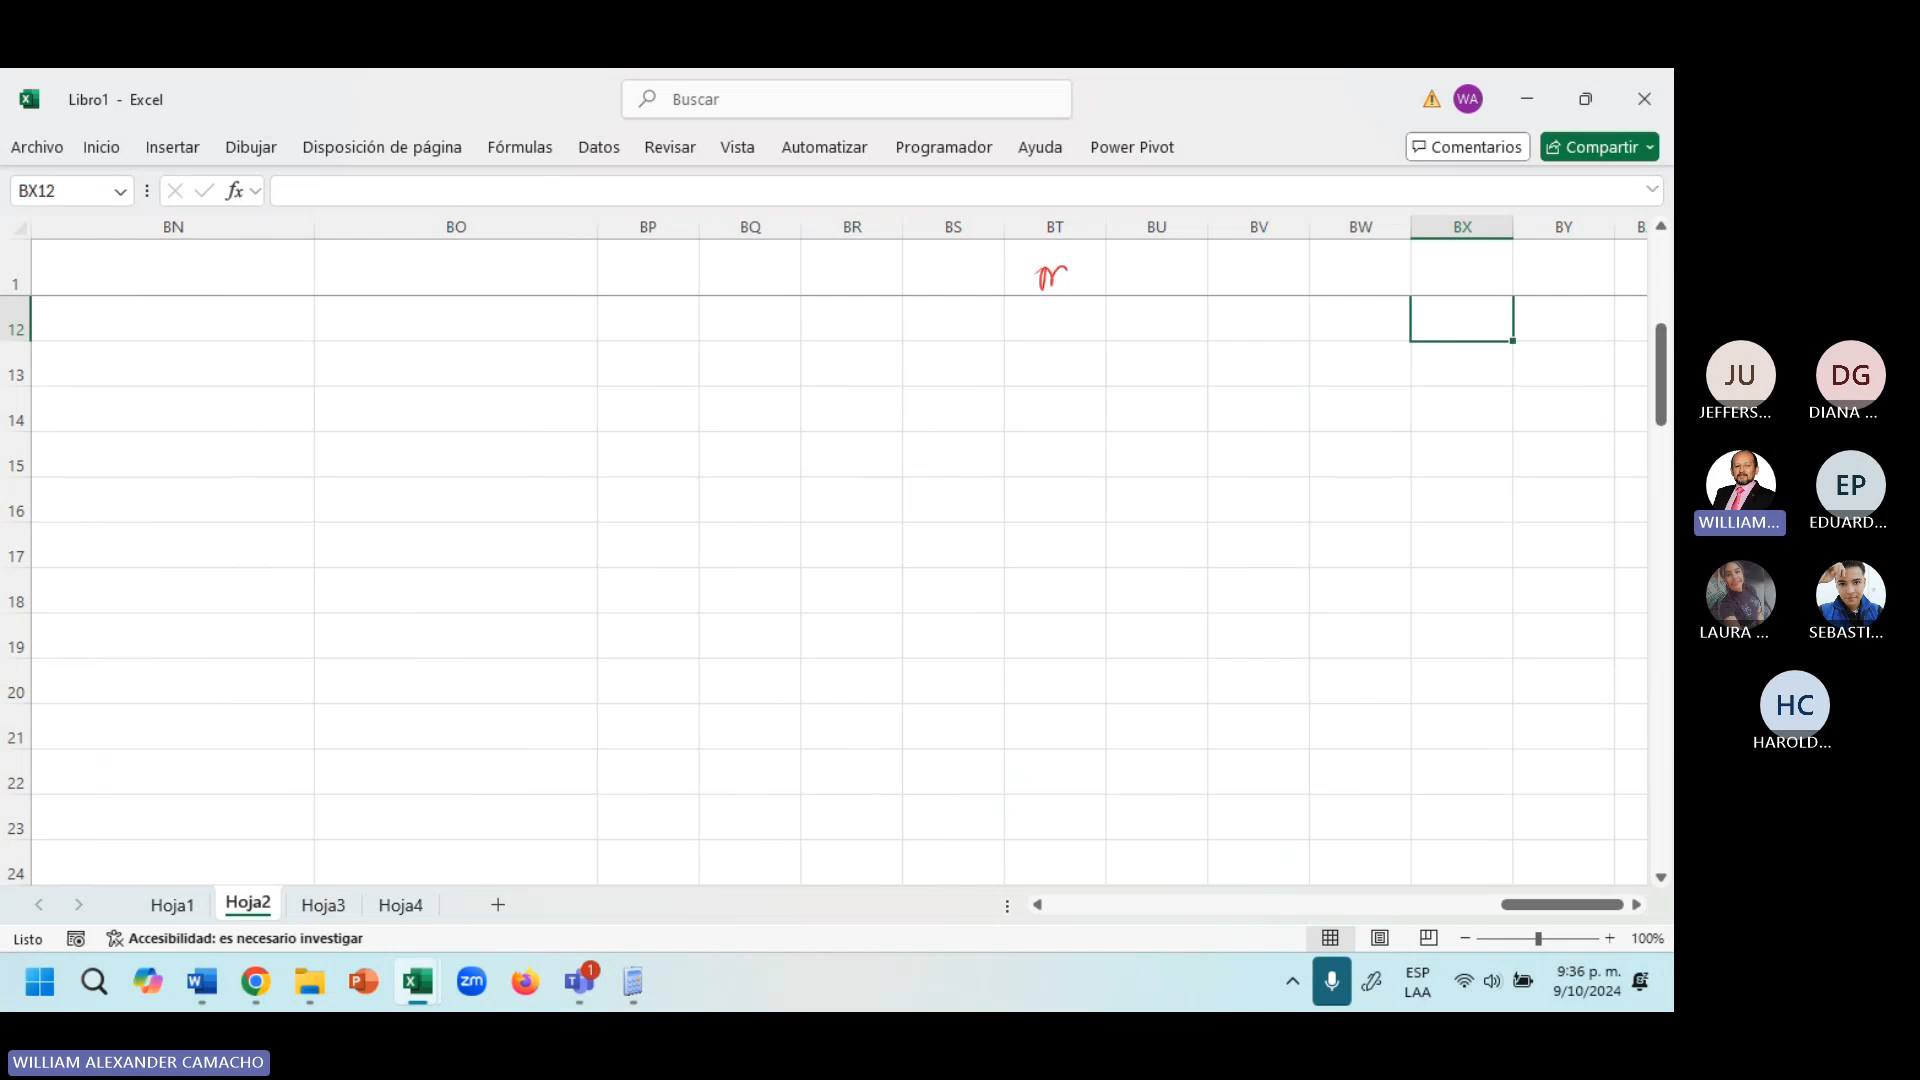 Libro1 - Excel
Buscar
WA
Archivo Inicio Insertar Dibujar Disposición de página Fórmulas Datos Revisar Vista Automatizar Programador Ayuda Power Pivot
Comentarios Compartir
BX12
fx
BN BO BP BQ BR BS BT BU BV BW BX BY B
1
12
13
14
15
16
17
18
19
20
21
22
23
24
Hoja1 Hoja2 Hoja3 Hoja4
Listo Accesibilidad: es necesario investigar
100%
zm
1
ESP
LAA
9:36 p. m.
9/10/2024
JU DG
JEFFERS... DIANA ...
EP
WILLIAM... EDUARD...
LAURA ... SEBASTI...
HC
HAROLD...
WILLIAM ALEXANDER CAMACHO